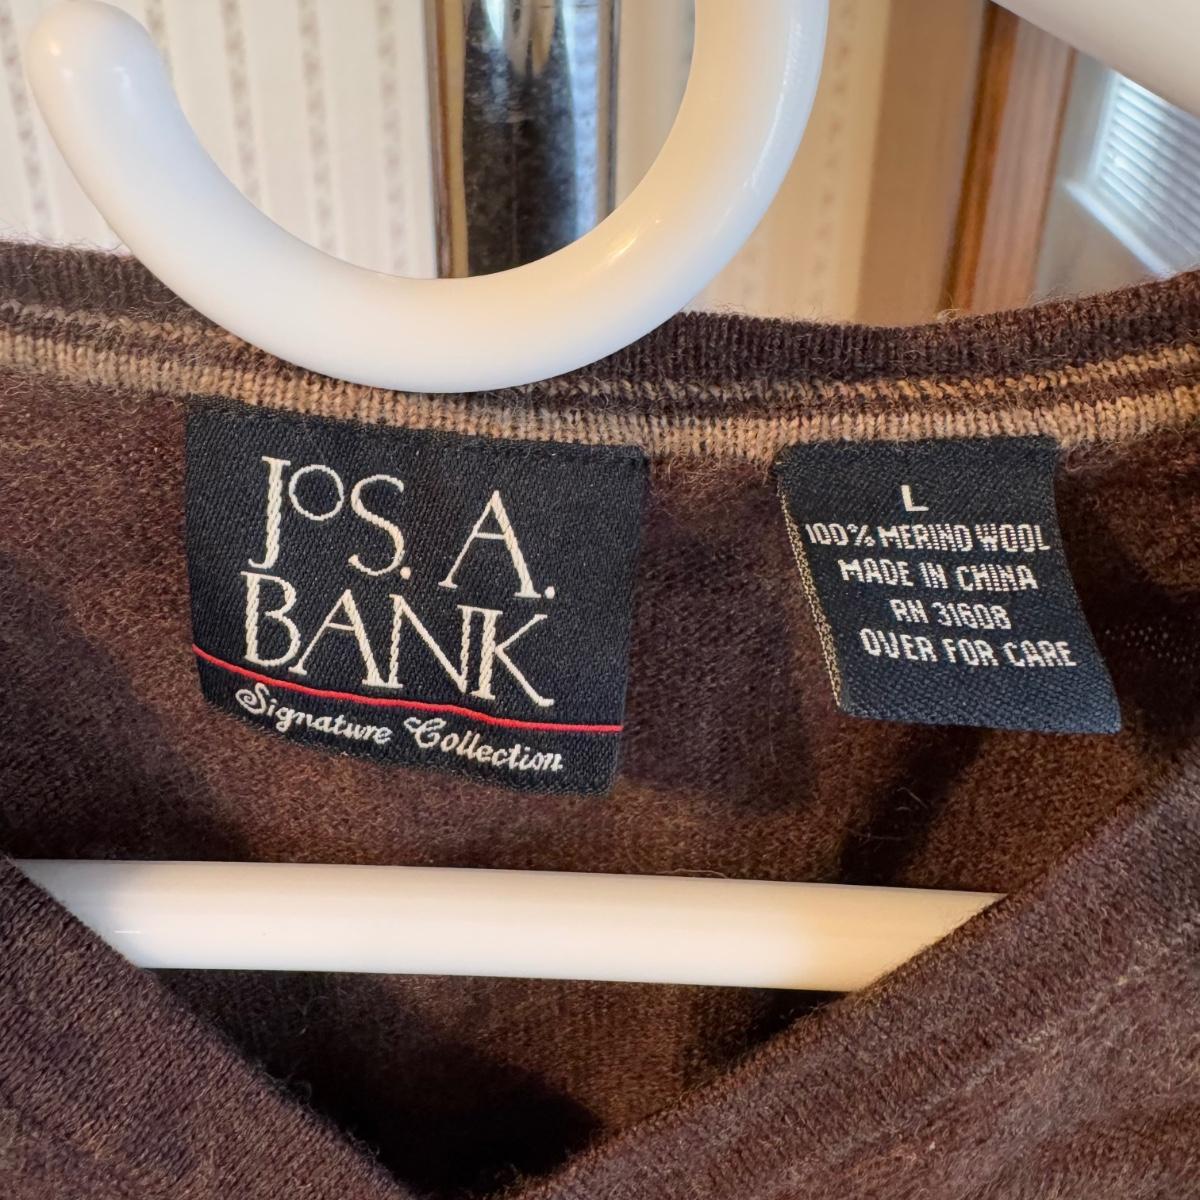 JoS. A.
BANK
Signature Collection
L
100% MERINO WOOL
MADE IN CHINA
RN 31608
OVER FOR CARE